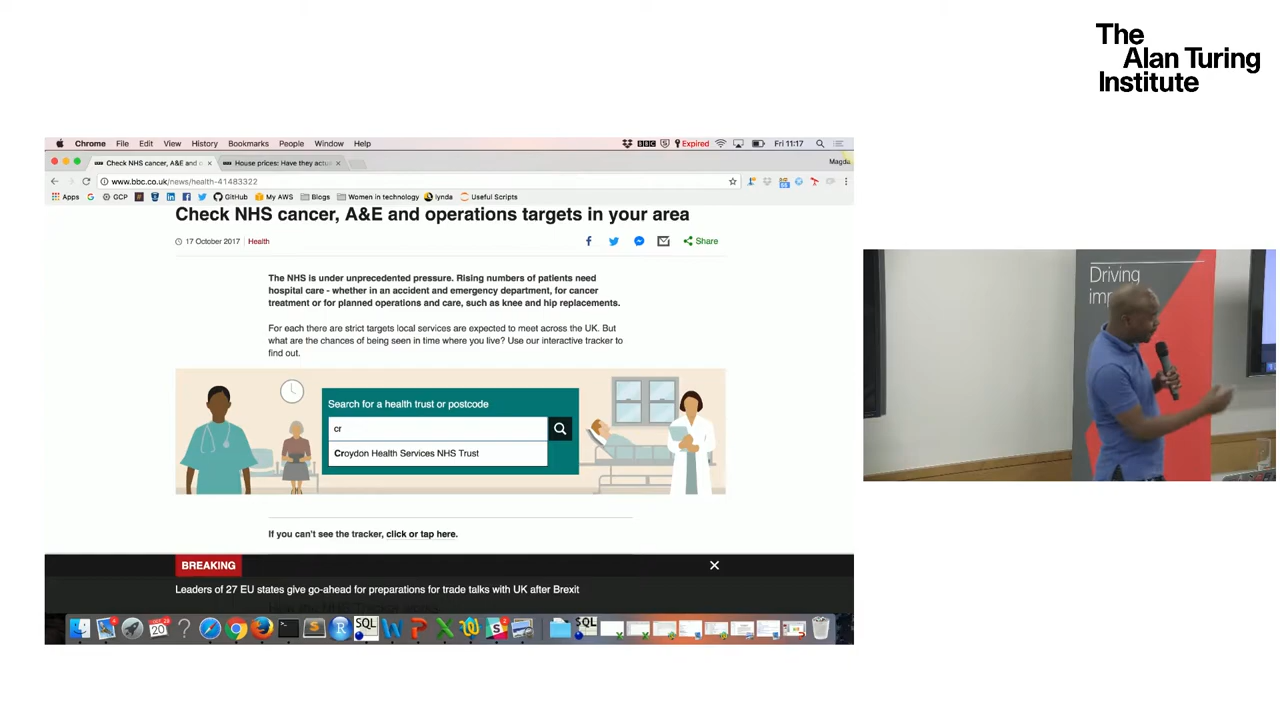 The
Alan Turing
Institute
Chrome File Edit View History Bookmarks People Window Help
BBC Expired Fri 11:17
Check NHS cancer, A&E and o
House prices: Have they actua
Magda
www.bbc.co.uk/news/health-41483322
Apps GCP GitHub My AWS Blogs Women in technology lynda Useful Scripts
Check NHS cancer, A&E and operations targets in your area
17 October 2017 Health
Share
The NHS is under unprecedented pressure. Rising numbers of patients need
hospital care - whether in an accident and emergency department, for cancer
treatment or for planned operations and care, such as knee and hip replacements.
For each there are strict targets local services are expected to meet across the UK. But
what are the chances of being seen in time where you live? Use our interactive tracker to
find out.
Search for a health trust or postcode
cr
Croydon Health Services NHS Trust
If you can't see the tracker, click or tap here.
BREAKING
Leaders of 27 EU states give go-ahead for preparations for trade talks with UK after Brexit
20
SQL
SQL
Driving